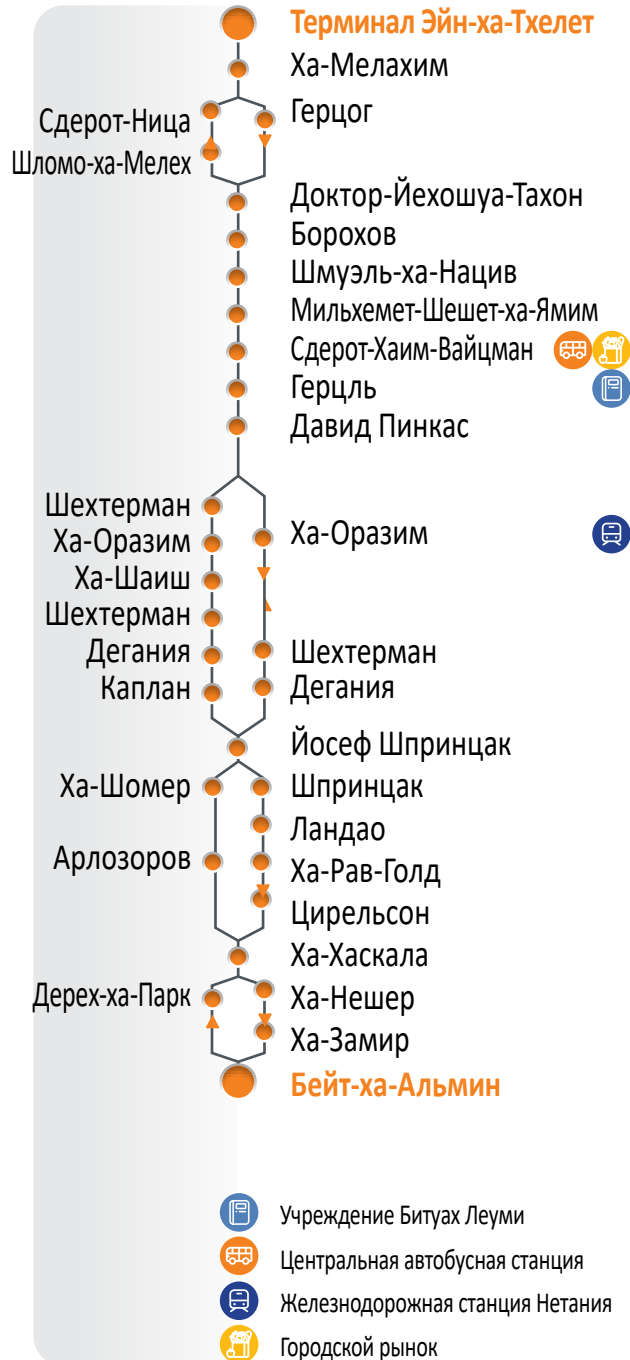 Терминал Эйн-ха-Тхелет
Ха-Мелахим
Герцог
Сдерот-Ница
Шломо-ха-Мелех
Доктор-Йехошуа-Тахон
Борохов
Шмуэль-ха-Нацив
Мильхемет-Шешет-ха-Ямим
Сдерот-Хаим-Вайцман
Герцль
Давид Пинкас
Шехтерман
Ха-Оразим
Ха-Шаиш
Шехтерман
Дегания
Каплан
Ха-Оразим
Шехтерман
Дегания
Йосеф Шпринцак
Ха-Шомер
Арлозоров
Шпринцак
Ландао
Ха-Рав-Голд
Цирельсон
Ха-Хаскала
Дерех-ха-Парк
Ха-Нешер
Ха-Замир
Бейт-ха-Альмин
Учреждение Битуах Леуми
Центральная автобусная станция
Железнодорожная станция Нетания
Городской рынок